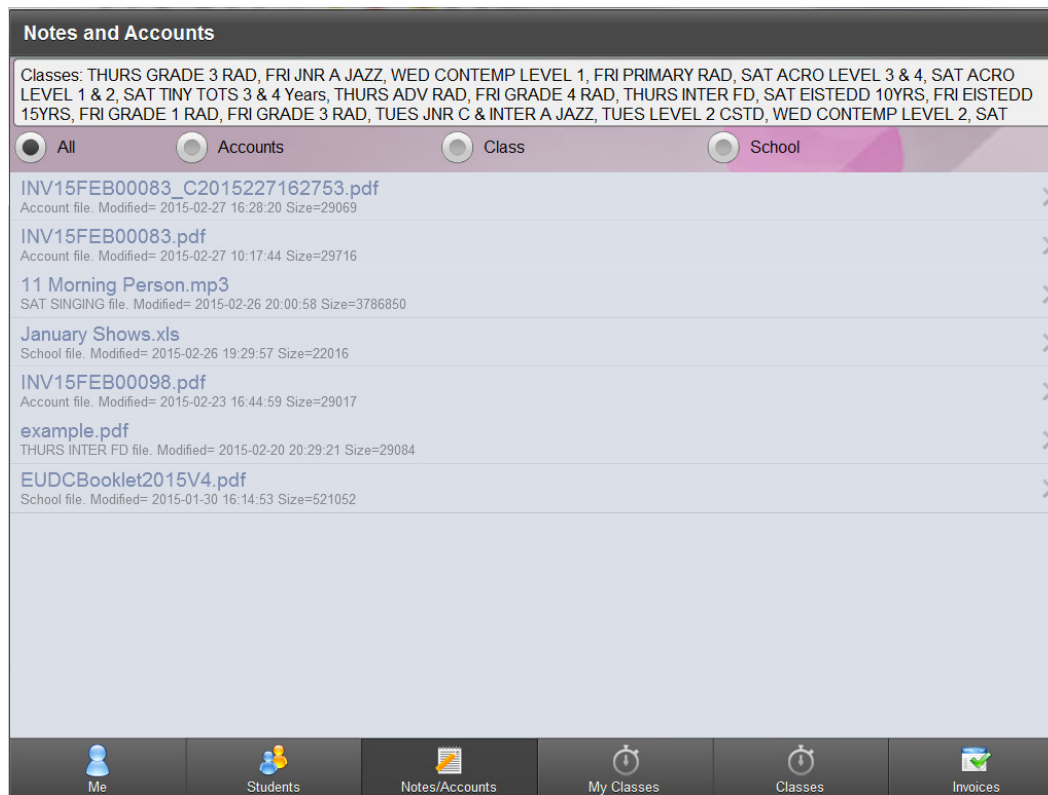 Notes and Accounts
Classes: THURS GRADE 3 RAD, FRI JNR A JAZZ, WED CONTEMP LEVEL 1, FRI PRIMARY RAD, SAT ACRO LEVEL 3 & 4, SAT ACRO
LEVEL 1 & 2, SAT TINY TOTS 3 & 4 Years, THURS ADV RAD, FRI GRADE 4 RAD, THURS INTER FD, SAT EISTEDD 10YRS, FRI EISTEDD
15YRS, FRI GRADE 1 RAD, FRI GRADE 3 RAD, TUES JNR C & INTER A JAZZ, TUES LEVEL 2 CSTD, WED CONTEMP LEVEL 2, SAT
All Accounts Class School
INV15FEB00083_C2015227162753.pdf
Account file. Modified= 2015-02-27 16:28:20 Size=29069
INV15FEB00083.pdf
Account file. Modified= 2015-02-27 10:17:44 Size=29716
11 Morning Person.mp3
SAT SINGING file. Modified= 2015-02-26 20:00:58 Size=3786850
January Shows.xls
School file. Modified= 2015-02-26 19:29:57 Size=22016
INV15FEB00098.pdf
Account file. Modified= 2015-02-23 16:44:59 Size=29017
example.pdf
THURS INTER FD file. Modified= 2015-02-20 20:29:21 Size=29084
EUDCBooklet2015V4.pdf
School file. Modified= 2015-01-30 16:14:53 Size=521052
Me Students Notes/Accounts My Classes Classes Invoices